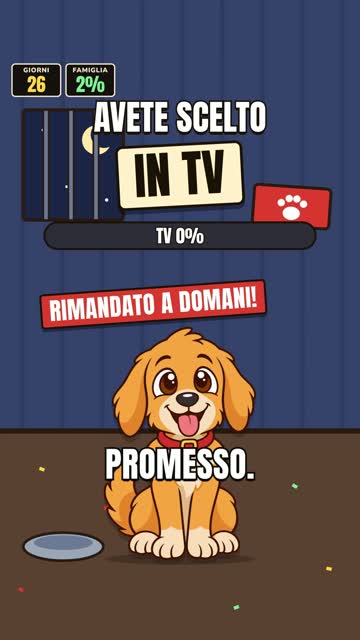 GIORNI
26
FAMIGLIA
2%
AVETE SCELTO
IN TV
TV 0%
RIMANDATO A DOMANI!
PROMESSO.